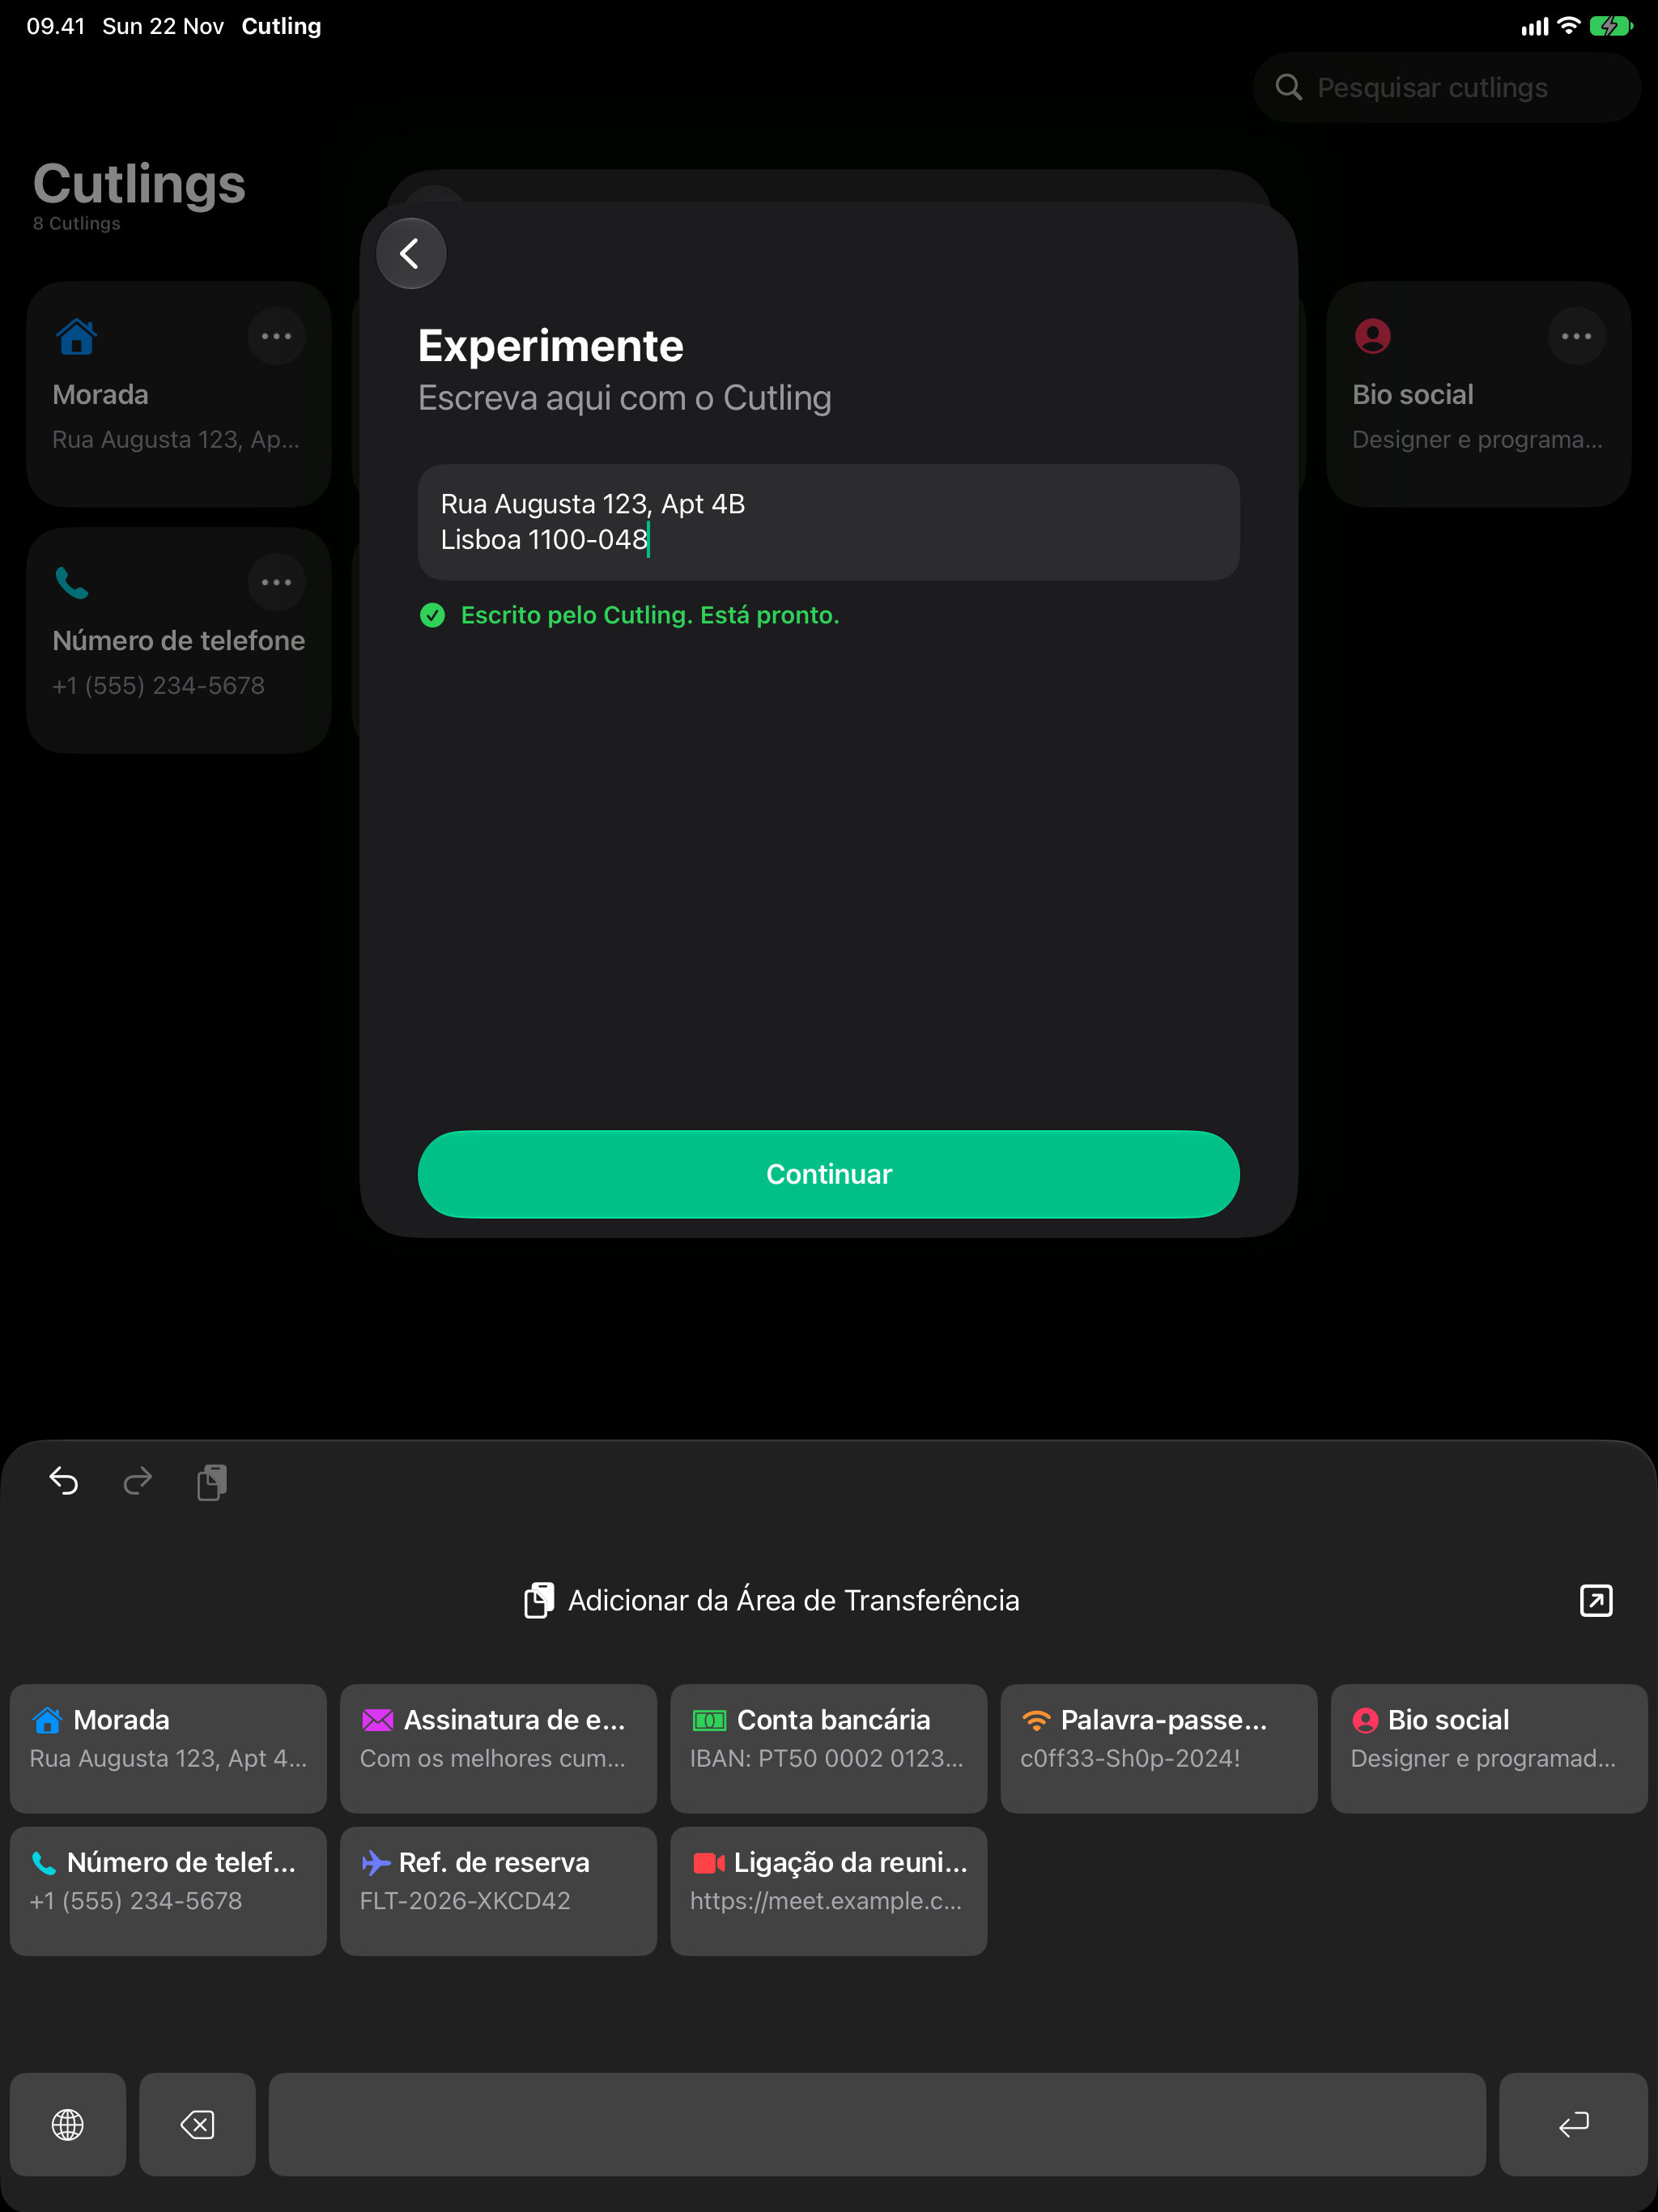 09.41 Sun 22 Nov Cutling
Pesquisar cutlings
Cutlings
8 Cutlings
Morada
Rua Augusta 123, Ap...
Número de telefone
+1 (555) 234-5678
Bio social
Designer e programa...
Experimente
Escreva aqui com o Cutling
Rua Augusta 123, Apt 4B
Lisboa 1100-048
Escrito pelo Cutling. Está pronto.
Continuar
Adicionar da Área de Transferência
Morada
Rua Augusta 123, Apt 4...
Assinatura de e...
Com os melhores cum...
Conta bancária
IBAN: PT50 0002 0123...
Palavra-passe...
c0ff33-Sh0p-2024!
Bio social
Designer e programad...
Número de telef...
+1 (555) 234-5678
Ref. de reserva
FLT-2026-XKCD42
Ligação da reuni...
https://meet.example.c...